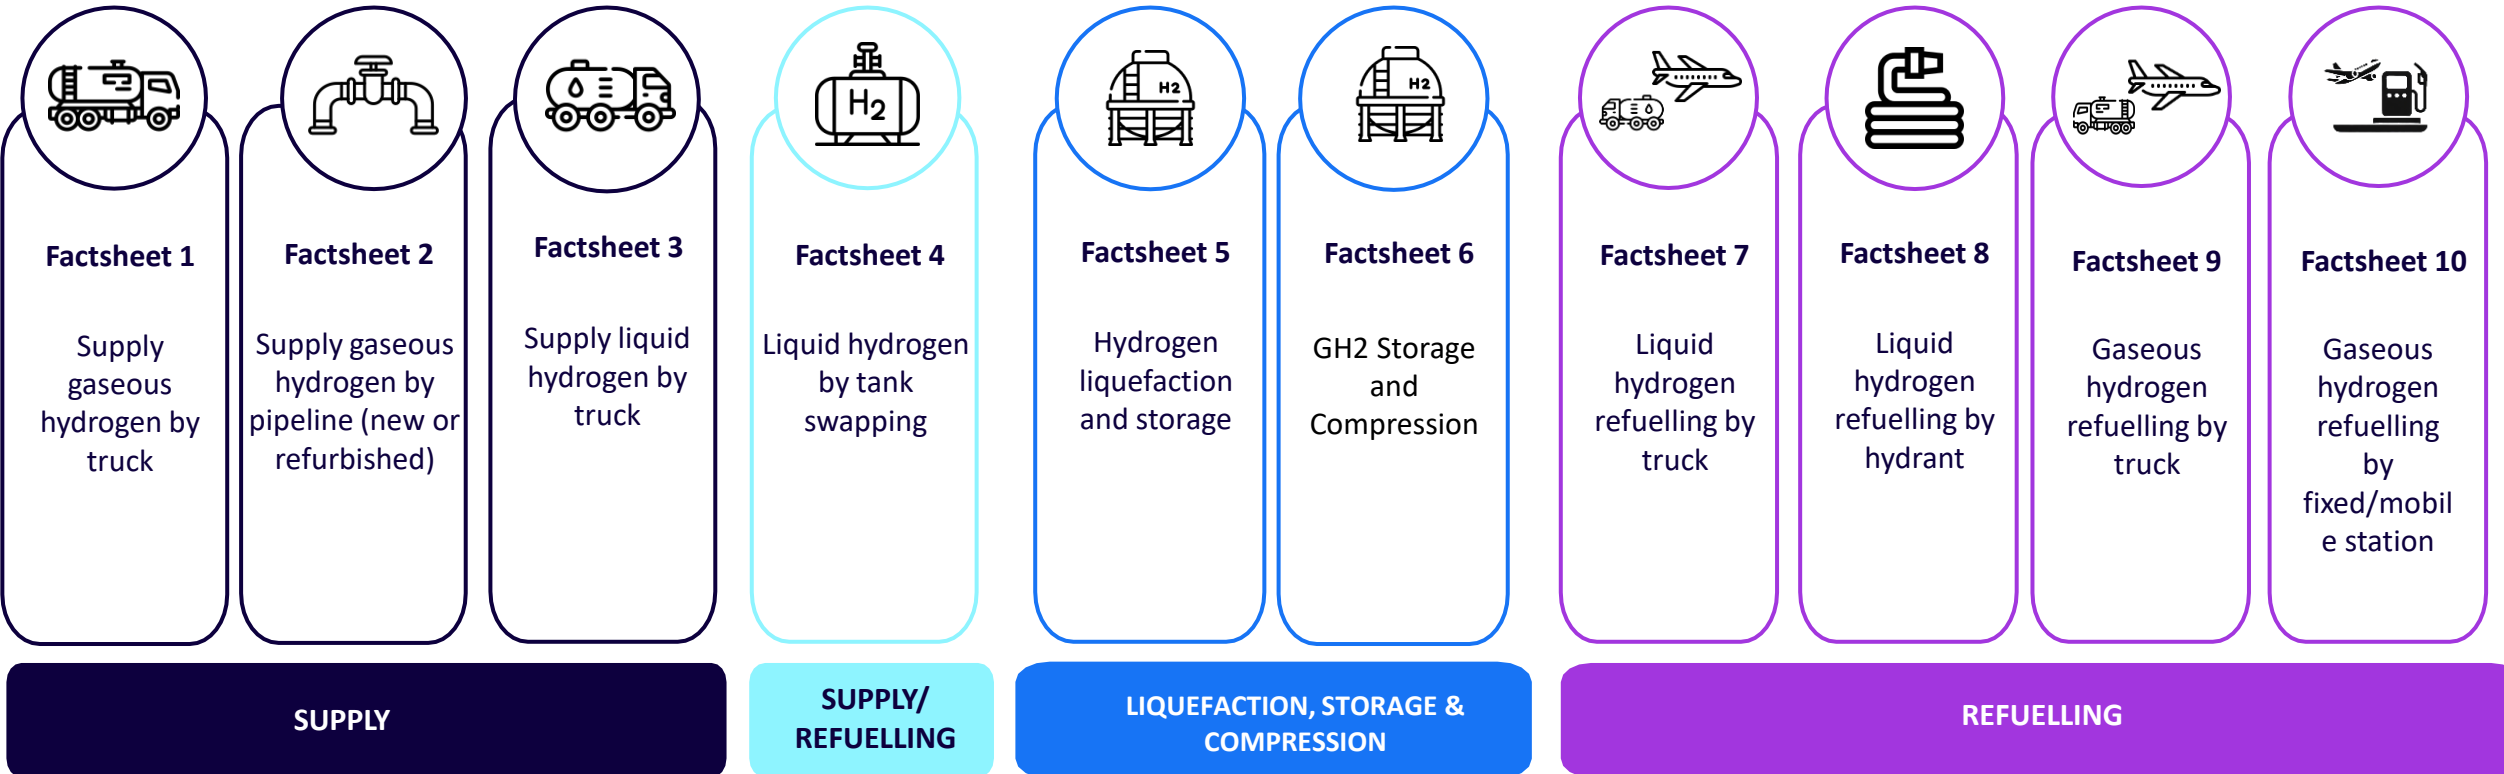 Factsheet 1
Supply
gaseous
hydrogen by
truck
Factsheet 2
Supply gaseous
hydrogen by
pipeline (new or
refurbished)
Factsheet 3
Supply liquid
hydrogen by
truck
H2
Factsheet 4
Liquid hydrogen
by tank
swapping
H2
Factsheet 5
Hydrogen
liquefaction
and storage
H2
Factsheet 6
GH2 Storage
and
Compression
Factsheet 7
Liquid
hydrogen
refuelling by
truck
Factsheet 8
Liquid
hydrogen
refuelling by
hydrant
Factsheet 9
Gaseous
hydrogen
refuelling by
truck
Factsheet 10
Gaseous
hydrogen
refuelling
by
fixed/mobil
e station
SUPPLY
SUPPLY/
REFUELLING
LIQUEFACTION, STORAGE &
COMPRESSION
REFUELLING